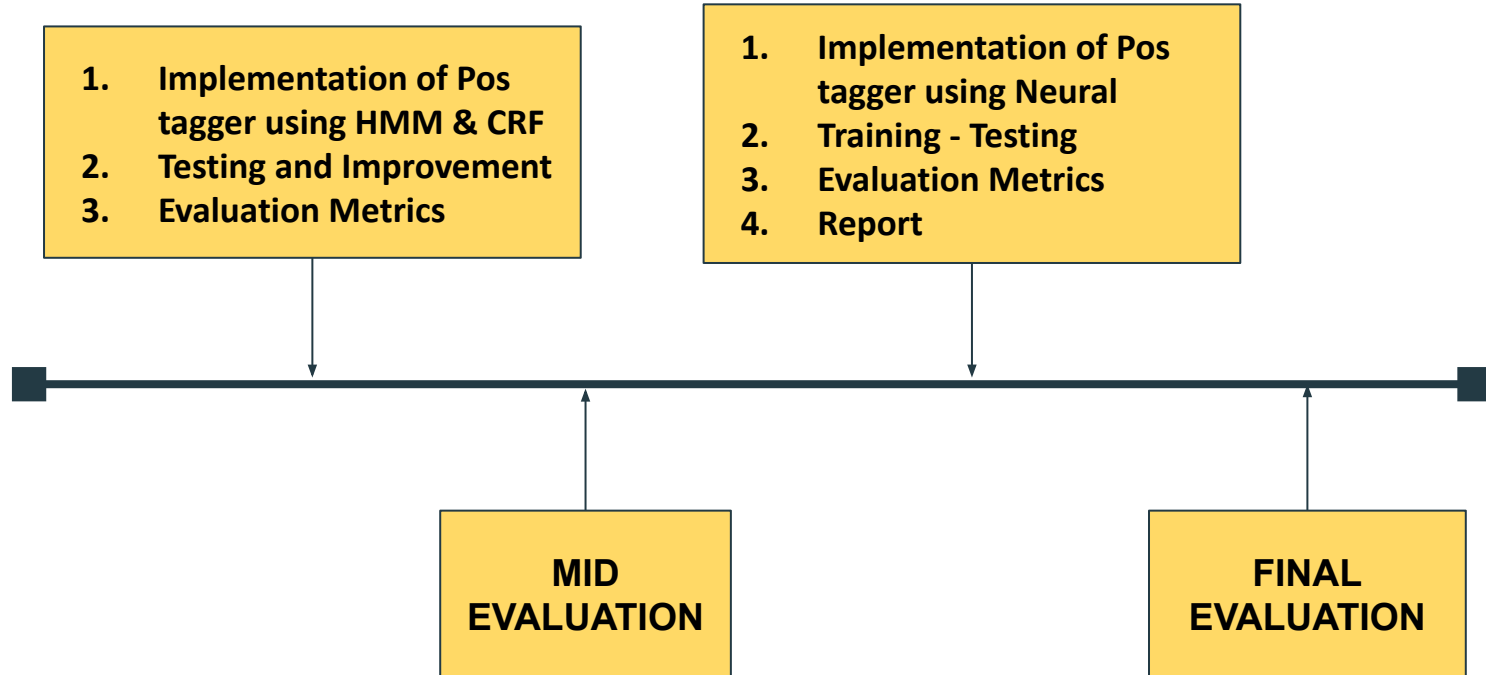 1. Implementation of Pos
tagger using HMM & CRF
2. Testing and Improvement
3. Evaluation Metrics
1. Implementation of Pos
tagger using Neural
2. Training - Testing
3. Evaluation Metrics
4. Report
MID
EVALUATION
FINAL
EVALUATION